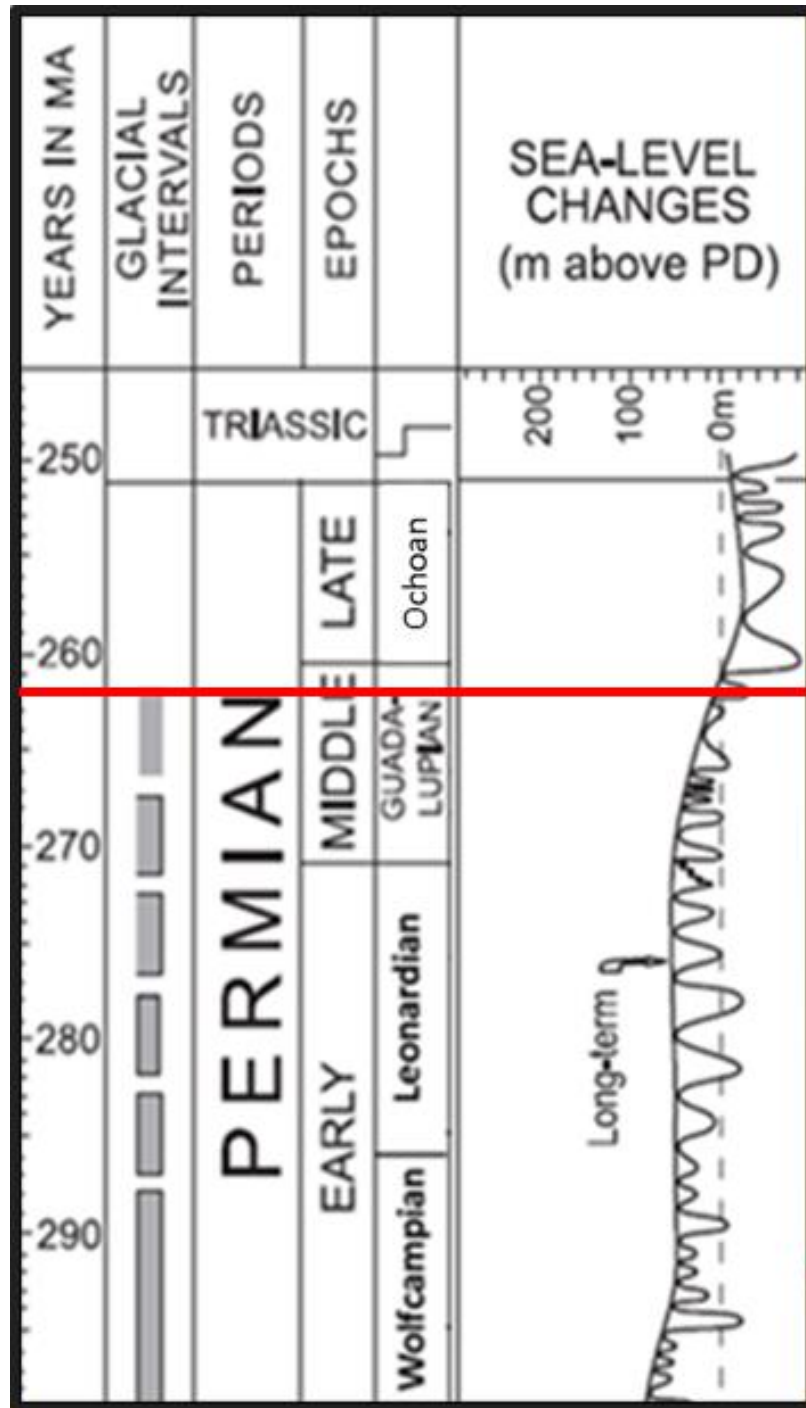 YEARS IN MA
GLACIAL
INTERVALS
PERIODS
EPOCHS
SEA-LEVEL
CHANGES
(m above PD)
TRIASSIC
200
100
0m
250
260
270
280
290
PERMIAN
LATE
MIDDLE
EARLY
Ochoan
GUADA-
LUPIAN
Leonardian
Wolfcampian
Long-term